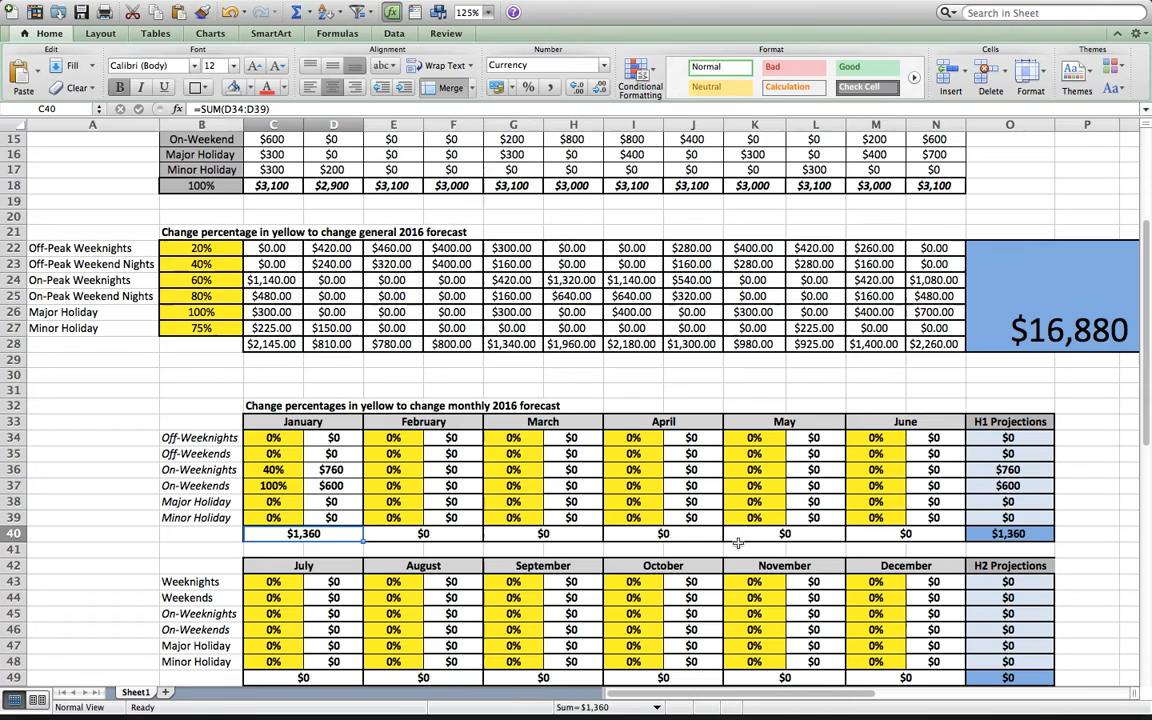 125%
Search in Sheet
Home Layout Tables Charts SmartArt Formulas Data Review
Edit Font Alignment Number Format Cells Themes
Fill Calibri (Body) 12 abc Wrap Text Currency Normal Bad Good
Paste Clear B I U A Merge % Conditional Formatting Neutral Calculation Check Cell Insert Delete Format Themes Aa
C40 fx =SUM(D34:D39)
A B C D E F G H I J K L M N O P
15 On-Weekend $600 $0 $0 $0 $200 $800 $800 $400 $0 $0 $200 $600
16 Major Holiday $300 $0 $0 $0 $300 $0 $400 $0 $300 $0 $400 $700
17 Minor Holiday $300 $200 $0 $0 $0 $0 $0 $0 $0 $300 $0 $0
18 100% $3,100 $2,900 $3,100 $3,000 $3,100 $3,000 $3,100 $3,100 $3,000 $3,100 $3,000 $3,100
19
20
21 Change percentage in yellow to change general 2016 forecast
22 Off-Peak Weeknights 20% $0.00 $420.00 $460.00 $400.00 $300.00 $0.00 $0.00 $280.00 $400.00 $420.00 $260.00 $0.00
23 Off-Peak Weekend Nights 40% $0.00 $240.00 $320.00 $400.00 $160.00 $0.00 $0.00 $160.00 $280.00 $280.00 $160.00 $0.00
24 On-Peak Weeknights 60% $1,140.00 $0.00 $0.00 $0.00 $420.00 $1,320.00 $1,140.00 $540.00 $0.00 $0.00 $420.00 $1,080.00
25 On-Peak Weekend Nights 80% $480.00 $0.00 $0.00 $0.00 $160.00 $640.00 $640.00 $320.00 $0.00 $0.00 $160.00 $480.00
26 Major Holiday 100% $300.00 $0.00 $0.00 $0.00 $300.00 $0.00 $400.00 $0.00 $300.00 $0.00 $400.00 $700.00
27 Minor Holiday 75% $225.00 $150.00 $0.00 $0.00 $0.00 $0.00 $0.00 $0.00 $0.00 $225.00 $0.00 $0.00
$16,880
28 $2,145.00 $810.00 $780.00 $800.00 $1,340.00 $1,960.00 $2,180.00 $1,300.00 $980.00 $925.00 $1,400.00 $2,260.00
29
30
31
32 Change percentages in yellow to change monthly 2016 forecast
33 January February March April May June H1 Projections
34 Off-Weeknights 0% $0 0% $0 0% $0 0% $0 0% $0 0% $0 $0
35 Off-Weekends 0% $0 0% $0 0% $0 0% $0 0% $0 0% $0 $0
36 On-Weeknights 40% $760 0% $0 0% $0 0% $0 0% $0 0% $0 $760
37 On-Weekends 100% $600 0% $0 0% $0 0% $0 0% $0 0% $0 $600
38 Major Holiday 0% $0 0% $0 0% $0 0% $0 0% $0 0% $0 $0
39 Minor Holiday 0% $0 0% $0 0% $0 0% $0 0% $0 0% $0 $0
40 $1,360 $0 $0 $0 $0 $0 $1,360
41
42 July August September October November December H2 Projections
43 Weeknights 0% $0 0% $0 0% $0 0% $0 0% $0 0% $0 $0
44 Weekends 0% $0 0% $0 0% $0 0% $0 0% $0 0% $0 $0
45 On-Weeknights 0% $0 0% $0 0% $0 0% $0 0% $0 0% $0 $0
46 On-Weekends 0% $0 0% $0 0% $0 0% $0 0% $0 0% $0 $0
47 Major Holiday 0% $0 0% $0 0% $0 0% $0 0% $0 0% $0 $0
48 Minor Holiday 0% $0 0% $0 0% $0 0% $0 0% $0 0% $0 $0
49 $0 $0 $0 $0 $0 $0 $0
Sheet1
Normal View Ready Sum=$1,360